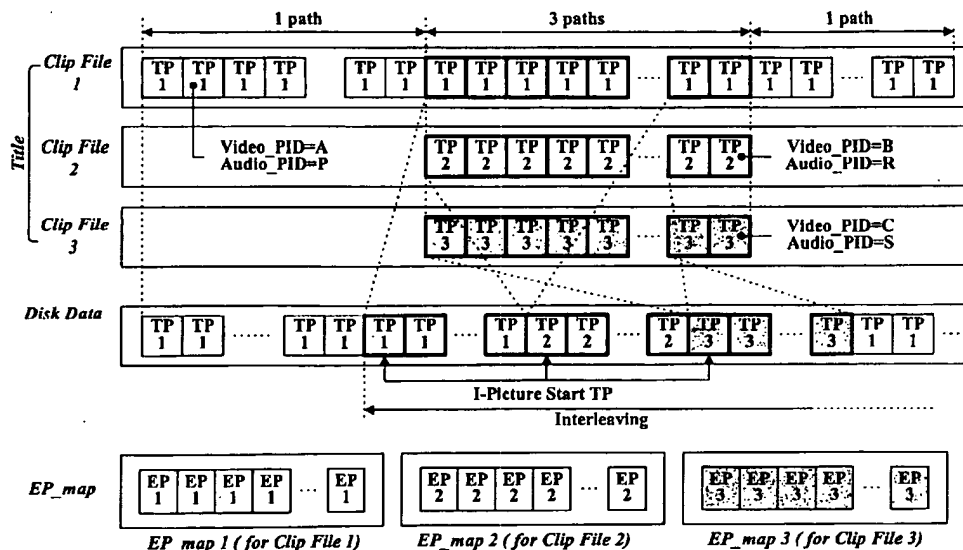 1 path 3 paths 1 path
Clip File 1
TP 1 TP 1 TP 1 TP 1 TP 1 TP 1 TP 1 TP 1 TP 1 TP 1 TP 1 ····· TP 1 TP 1 TP 1 TP 1 ····· TP 1 TP 1
Title
Clip File 2
Video_PID=A
Audio_PID=P
TP 2 TP 2 TP 2 TP 2 TP 2 ····· TP 2 TP 2
Video_PID=B
Audio_PID=R
Clip File 3
TP 3 TP 3 TP 3 TP 3 TP 3 ····· TP 3 TP 3
Video_PID=C
Audio_PID=S
Disk Data
TP 1 TP 1 ······ TP 1 TP 1 TP 1 TP 1 ····· TP 1 TP 2 TP 2 ····· TP 2 TP 3 TP 3 ······ TP 3 TP 1 TP 1 ·····
I-Picture Start TP
Interleaving
EP_map
EP 1 EP 1 EP 1 EP 1 ··· EP 1
EP 2 EP 2 EP 2 EP 2 ··· EP 2
EP 3 EP 3 EP 3 EP 3 ··· EP 3
EP_map 1 ( for Clip File 1)
EP_map 2 ( for Clip File 2)
EP_map 3 ( for Clip File 3)